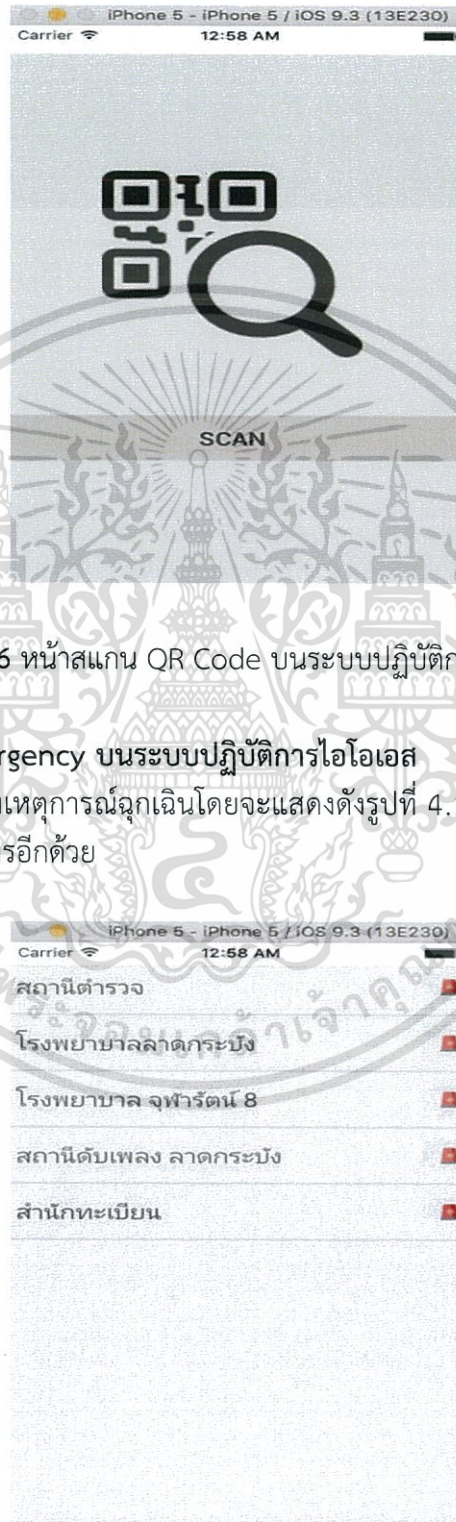 iPhone 5 - iPhone 5 / iOS 9.3 (13E230)
Carrier 12:58 AM
SCAN
6 หน้าสแกน QR Code บนระบบปฏิบัติก
rgency บนระบบปฏิบัติการไอโอเอส
เหตุการณ์ฉุกเฉินโดยจะแสดงดังรูปที่ 4.
รอีกด้วย
iPhone 5 - iPhone 5 / iOS 9.3 (13E230)
Carrier 12:58 AM
สถานีตำรวจ
โรงพยาบาลลาดกระบัง
โรงพยาบาล จุฬารัตน์ 8
สถานีดับเพลง ลาดกระบัง
สำนักทะเบียน